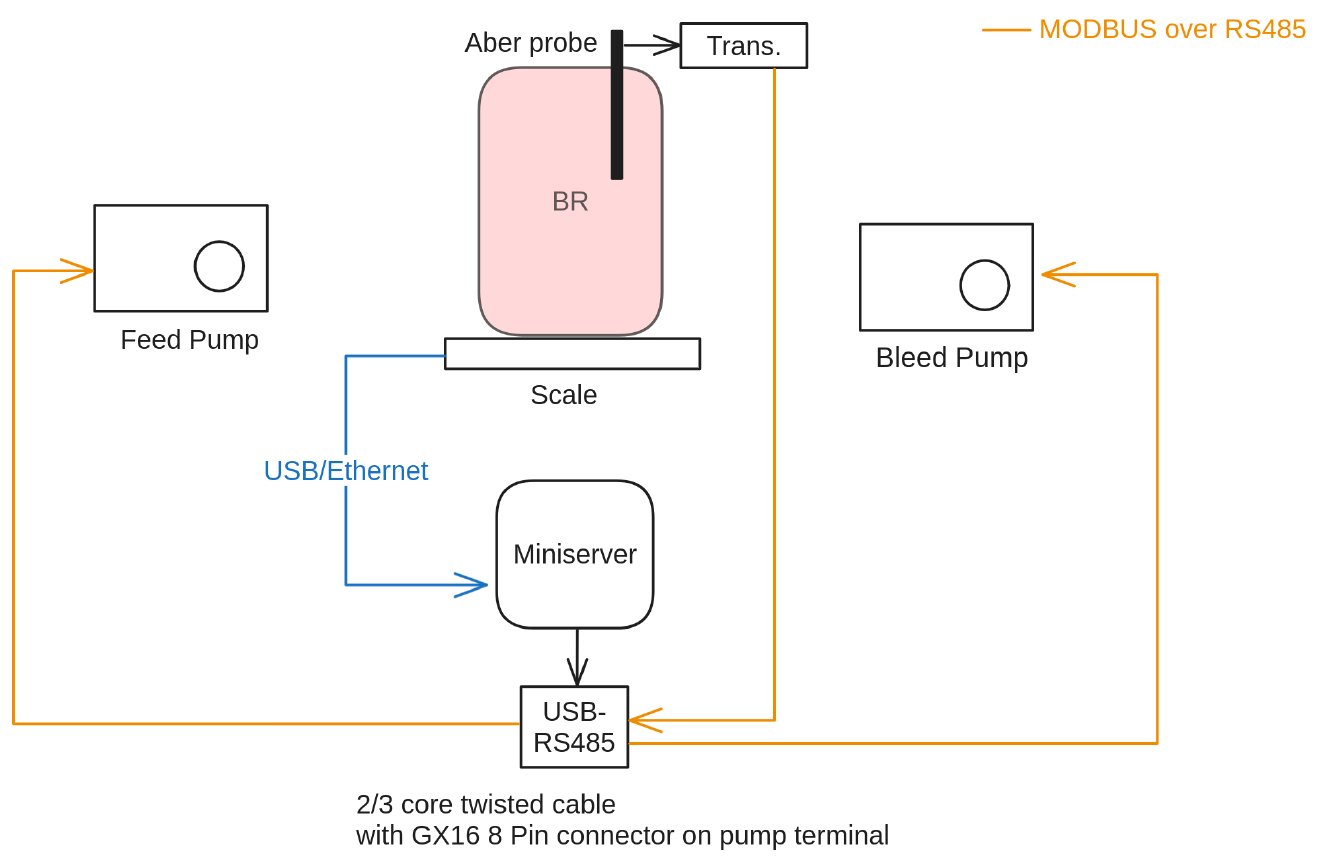 MODBUS over RS485
Aber probe
Trans.
BR
Feed Pump
Bleed Pump
Scale
USB/Ethernet
Miniserver
USB-
RS485
2/3 core twisted cable
with GX16 8 Pin connector on pump terminal